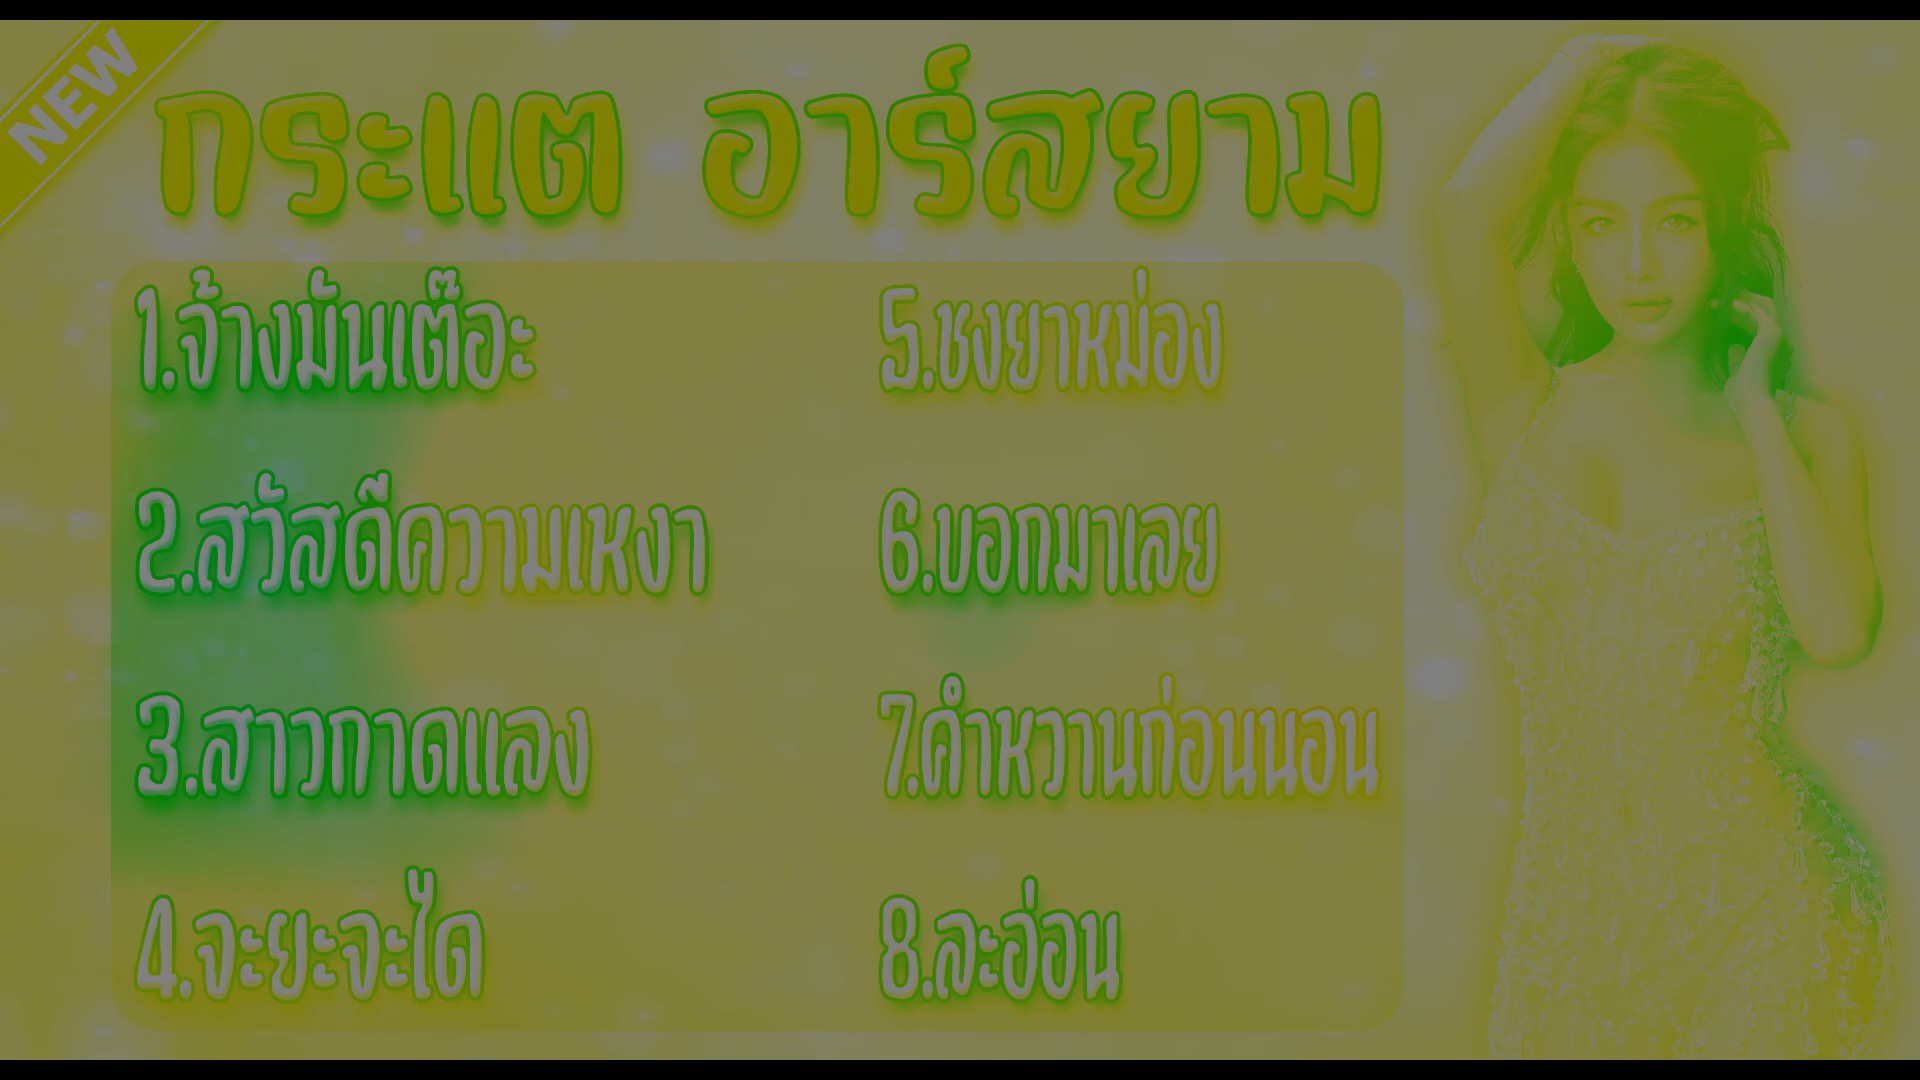 NEW
กระแต อาร์สยาม
1.จ้างมันเต๊อะ
2.สวัสดีความเหงา
3.สาวกาดแลง
4.จะยะจะได
5.ชงยาหม่อง
6.บอกมาเลย
7.คำหวานก่อนนอน
8.ละอ่อน